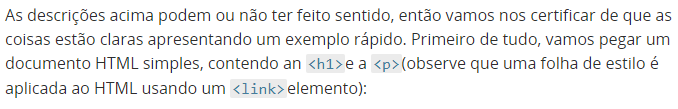 As descrições acima podem ou não ter feito sentido, então vamos nos certificar de que as
coisas estão claras apresentando um exemplo rápido. Primeiro de tudo, vamos pegar um
documento HTML simples, contendo an <h1>e a <p>(observe que uma folha de estilo é
aplicada ao HTML usando um <link>elemento):